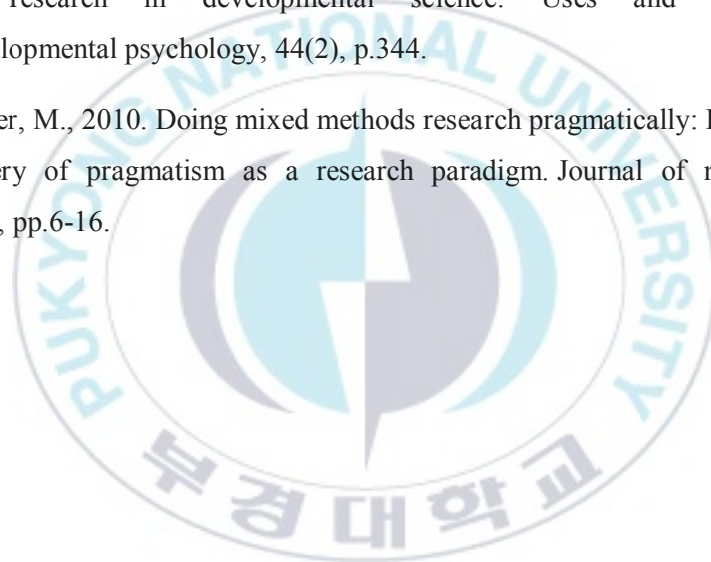 research in developmental science: Uses and
lopmental psychology, 44(2), p.344.
er, M., 2010. Doing mixed methods research pragmatically:
ery of pragmatism as a research paradigm. Journal of
, pp.6-16.
PUKYONG NATIONAL UNIVERSITY
부경대학교